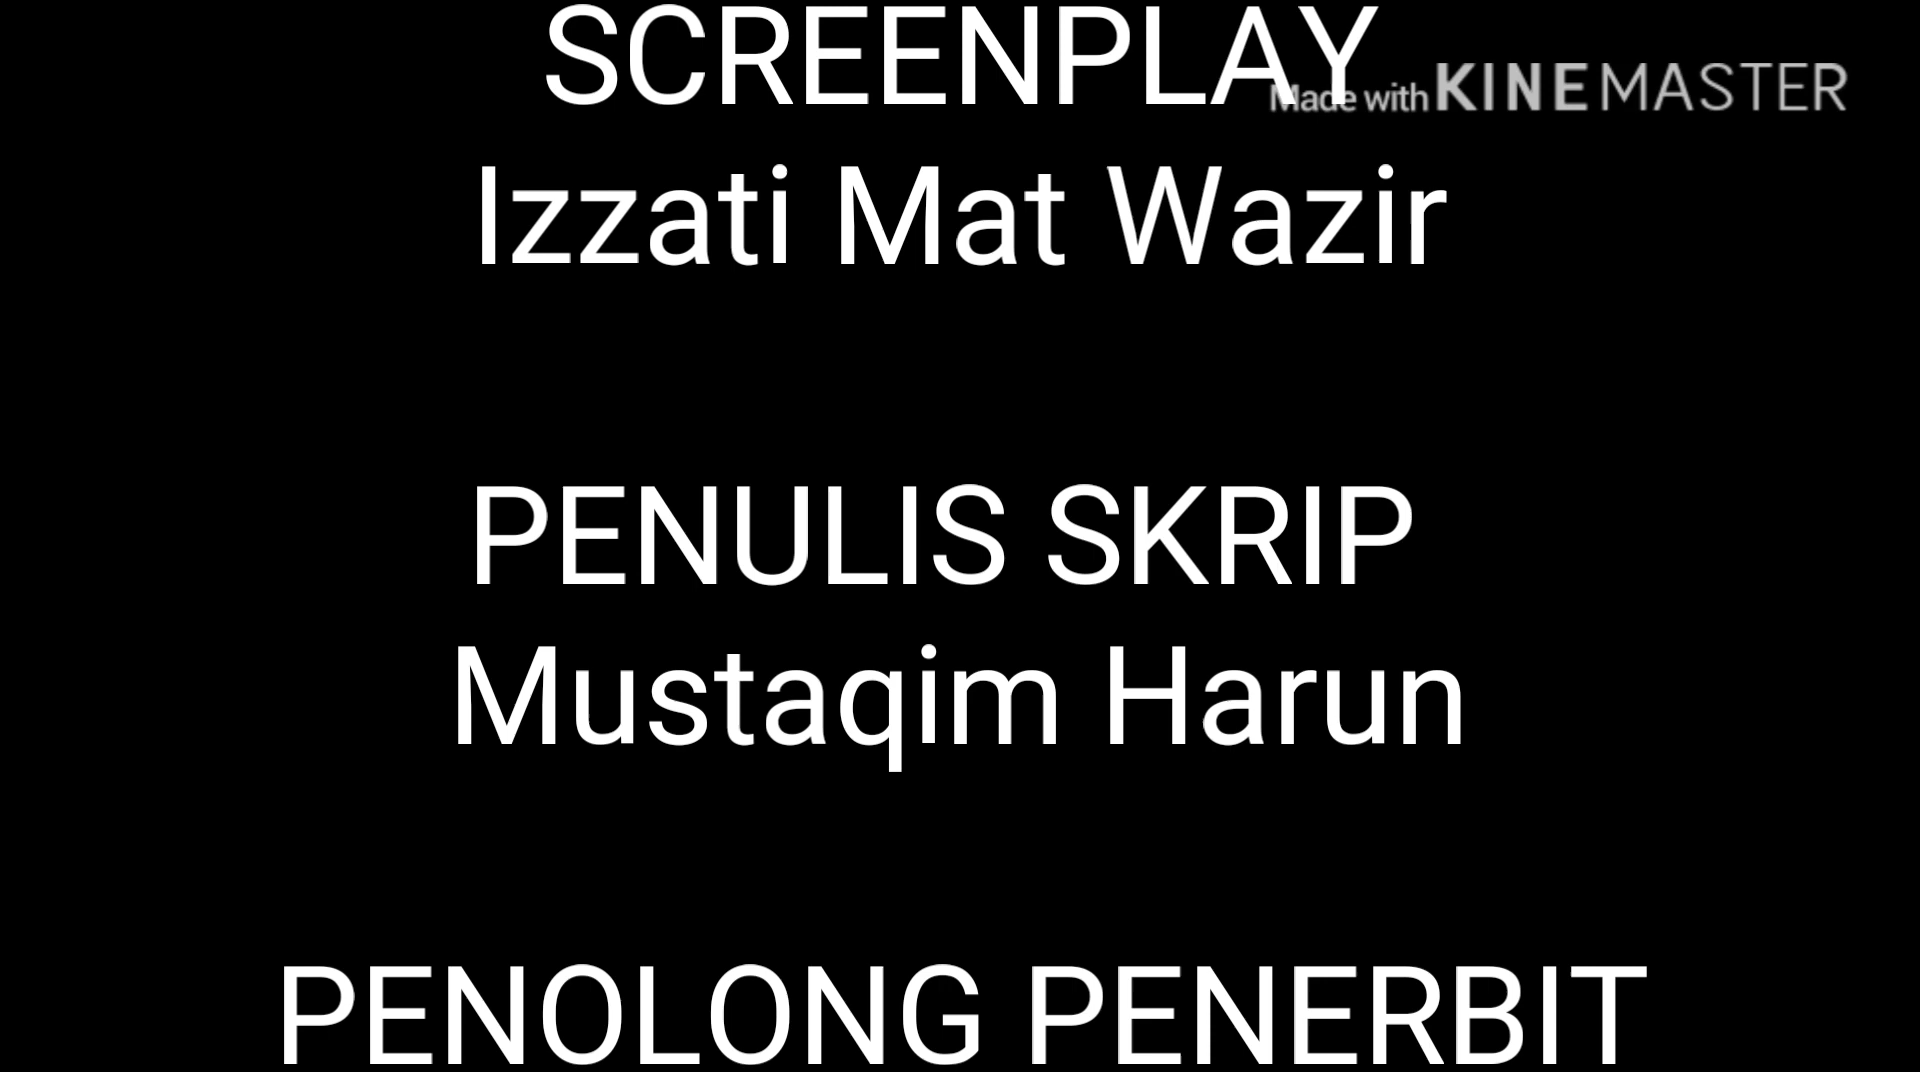 SCREENPLAY
Made with KINEMASTER
Izzati Mat Wazir
PENULIS SKRIP
Mustaqim Harun
PENOLONG PENERBIT